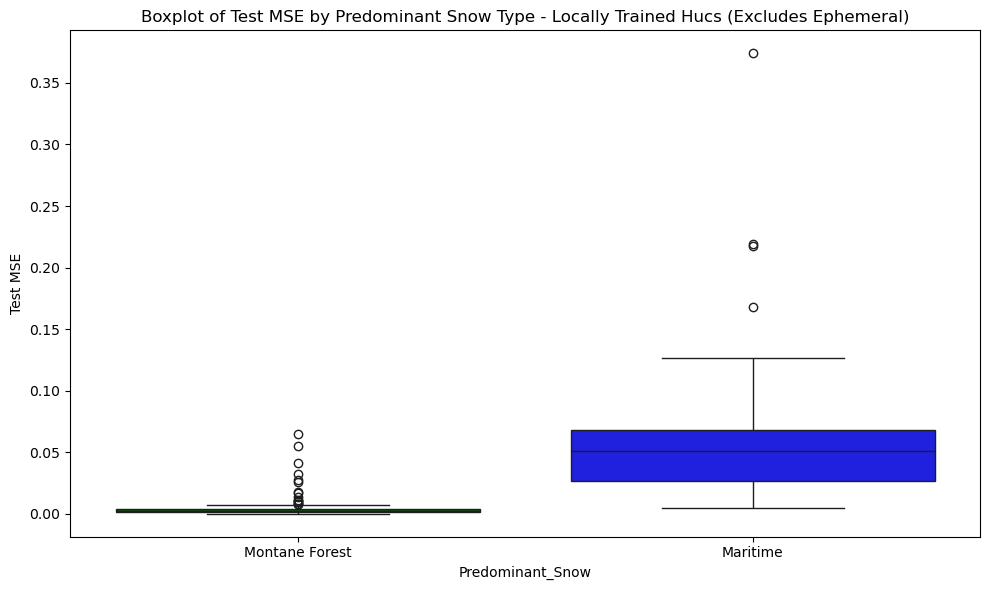 Boxplot of Test MSE by Predominant Snow Type - Locally Trained Hucs (Excludes Ephemeral)
0.35
0.30
0.25
0.20
0.15
0.10
0.05
0.00
Test MSE
Montane Forest
Maritime
Predominant_Snow